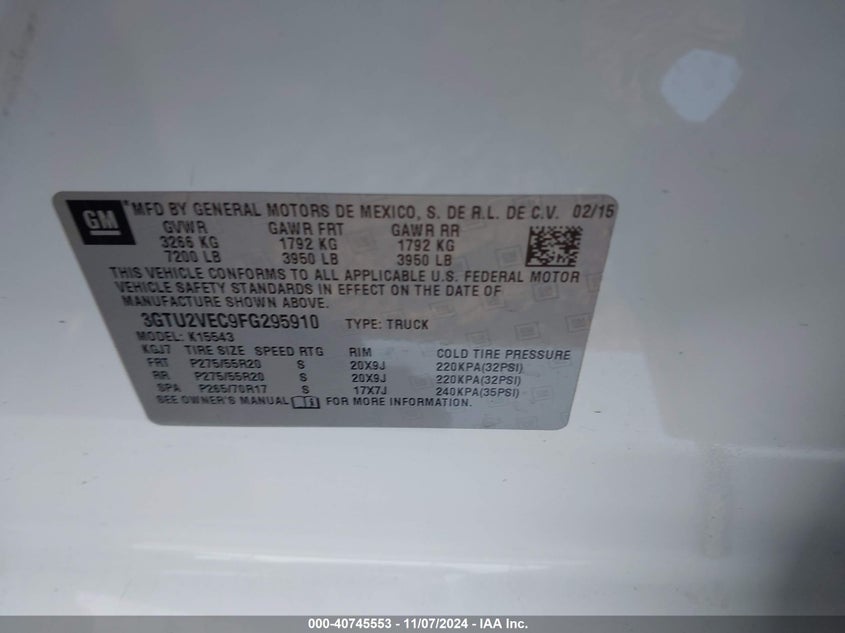 GM
*MFD BY GENERAL MOTORS DE MEXICO, S. DE R.L. DE C.V. 02/15
GVWR GAWR FRT GAWR RR
3266 KG 1792 KG 1792 KG
7200 LB 3950 LB 3950 LB
THIS VEHICLE CONFORMS TO ALL APPLICABLE U.S. FEDERAL MOTOR
VEHICLE SAFETY STANDARDS IN EFFECT ON THE DATE OF
MANUFACTURE SHOWN ABOVE.
3GTU2VEC9FG295910 TYPE: TRUCK
MODEL: K15543
KGJ7 TIRE SIZE SPEED RTG RIM COLD TIRE PRESSURE
FRT P275/55R20 S 20X9J 220KPA(32PSI)
RR P275/55R20 S 20X9J 220KPA(32PSI)
SPA P265/70R17 S 17X7J 240KPA(35PSI)
SEE OWNER'S MANUAL FOR MORE INFORMATION.
000-40745553 - 11/07/2024 - IAA Inc.